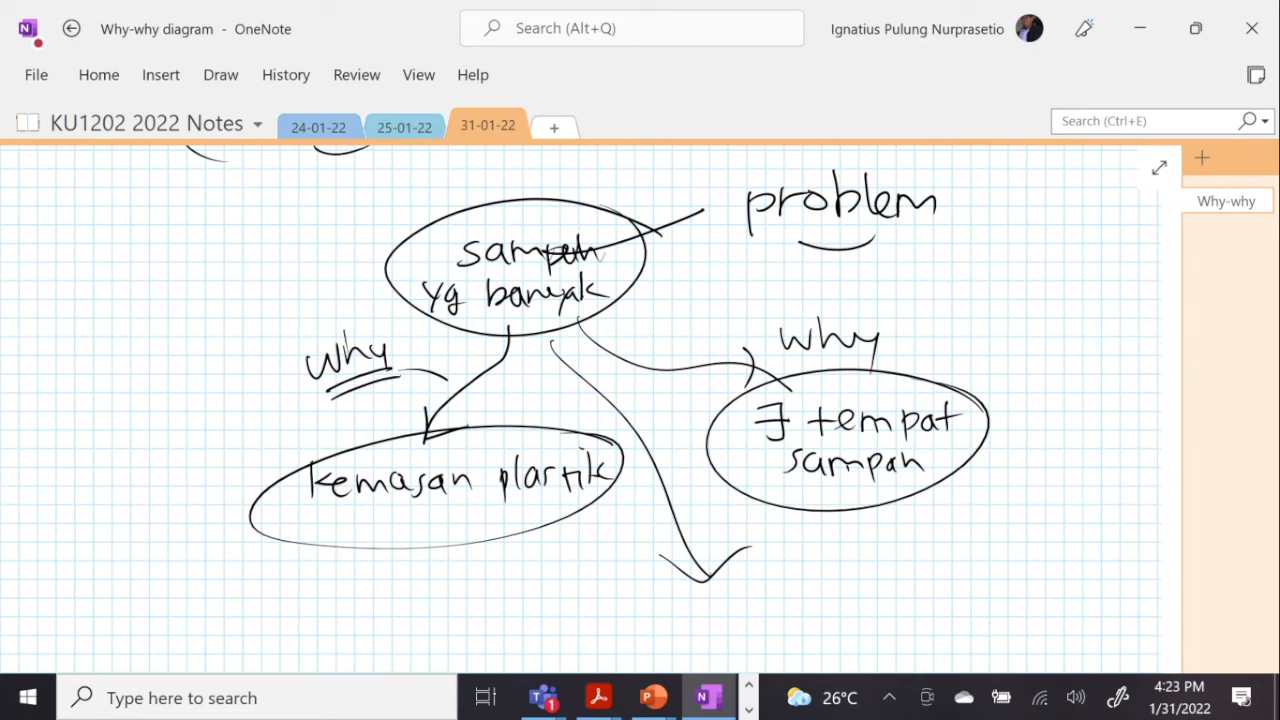 Why-why diagram - OneNote
Search (Alt+Q)
Ignatius Pulung Nurprasetio
File Home Insert Draw History Review View Help
KU1202 2022 Notes
24-01-22
25-01-22
31-01-22
Search (Ctrl+E)
Why-why
problem
sampah
yg banyak
why
why
∃ tempat
sampah
kemasan plastik
Type here to search
1
26°C
4:23 PM
1/31/2022